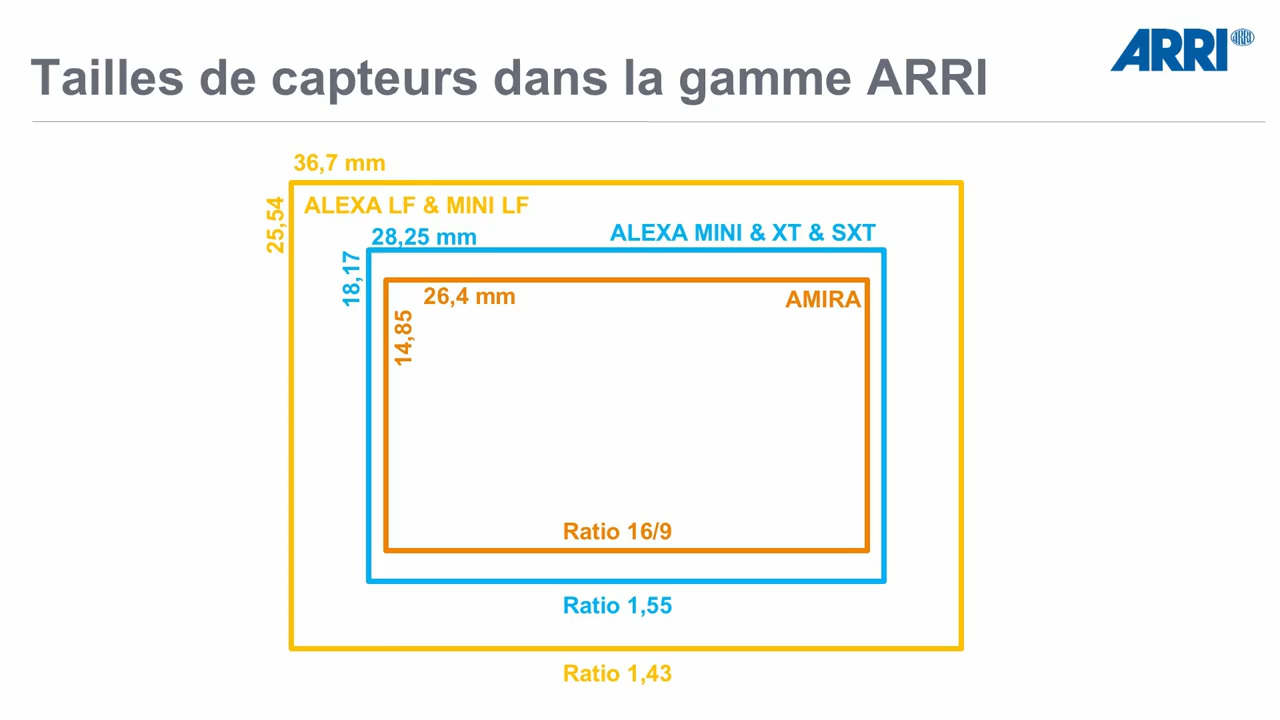 ARRI
ARRI
Tailles de capteurs dans la gamme ARRI
36,7 mm
25,54
ALEXA LF & MINI LF
28,25 mm
ALEXA MINI & XT & SXT
18,17
26,4 mm
AMIRA
14,85
Ratio 16/9
Ratio 1,55
Ratio 1,43